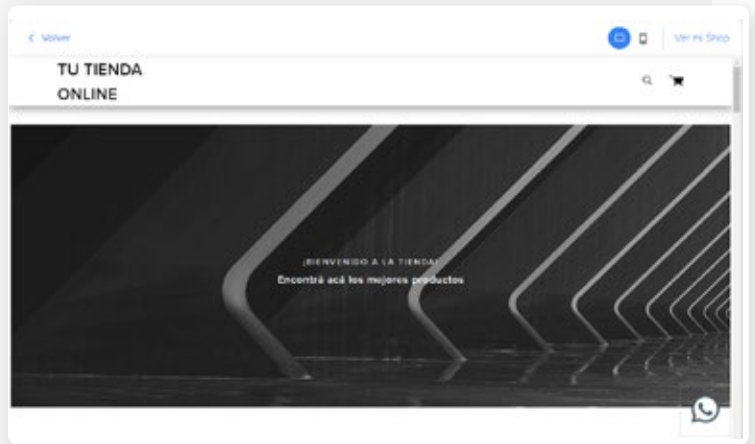 Volver
Ver mi Shop
TU TIENDA
ONLINE
¡BIENVENIDO A LA TIENDA!
Encontrá acá los mejores productos